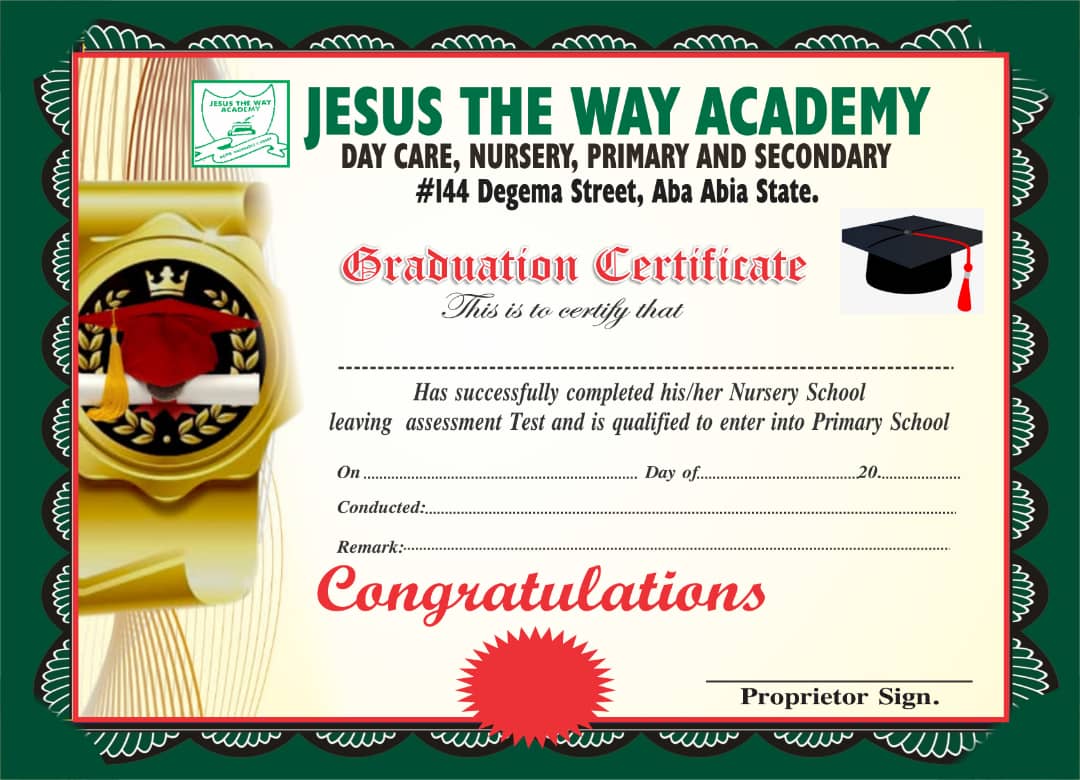 JESUS THE WAY
ACADEMY
JESUS THE WAY ACADEMY
DAY CARE, NURSERY, PRIMARY AND SECONDARY
#144 Degema Street, Aba Abia State.
Graduation Certificate
This is to certify that
Has successfully completed his/her Nursery School
leaving assessment Test and is qualified to enter into Primary School
On Day of 20
Conducted:
Remark:
Congratulations
Proprietor Sign.